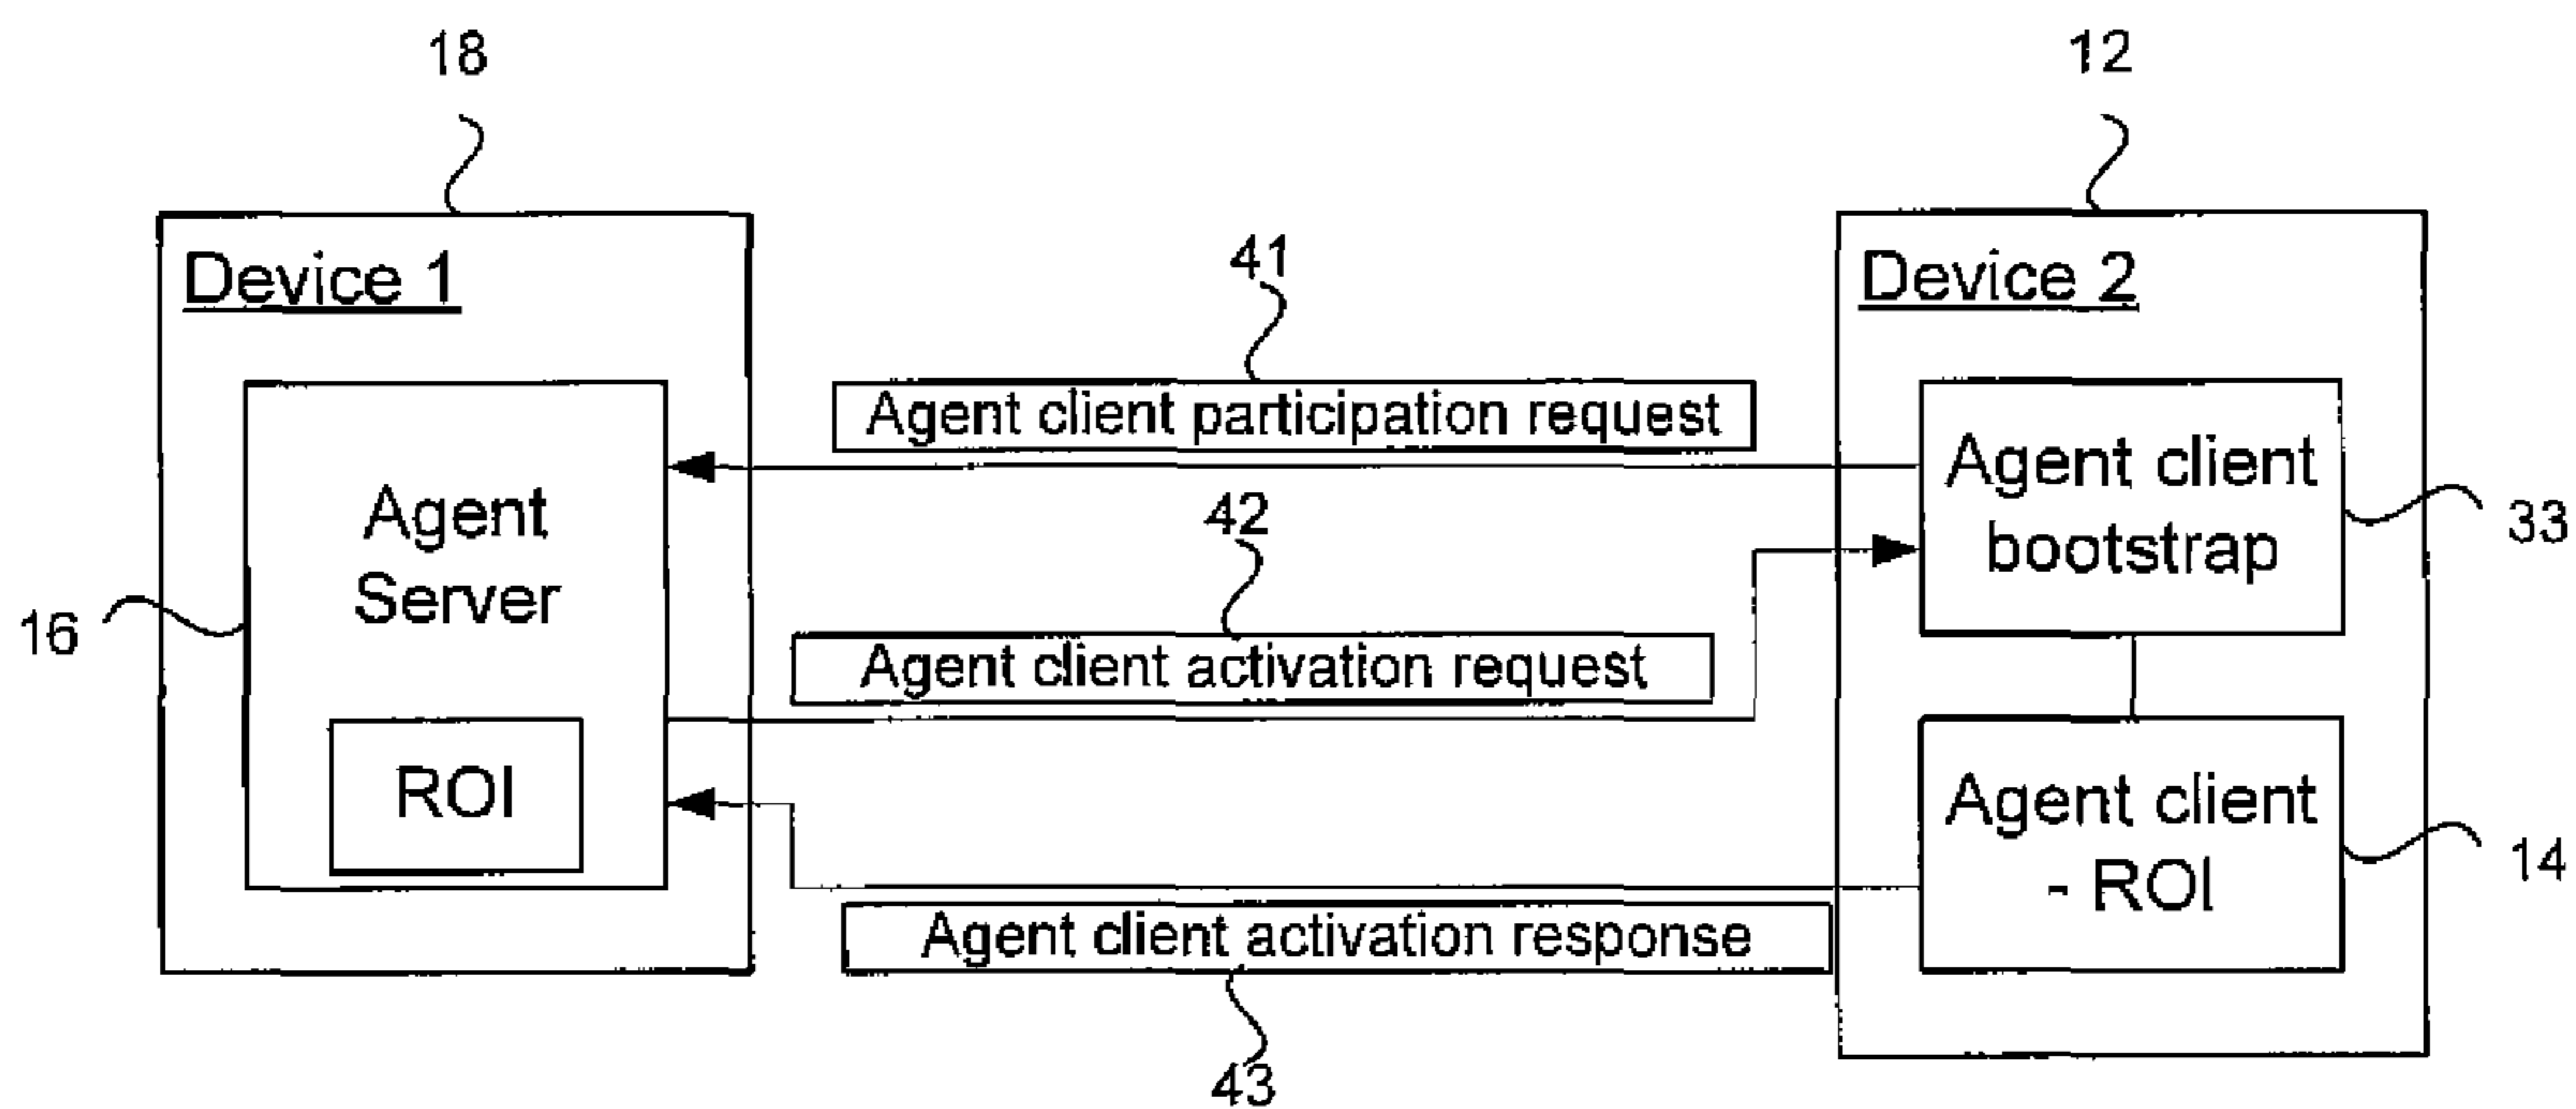 18
12
Device 1
Device 2
41
Agent client participation request
Agent client
bootstrap
33
Agent
Server
42
16
Agent client activation request
ROI
Agent client
- ROI
14
Agent client activation response
43